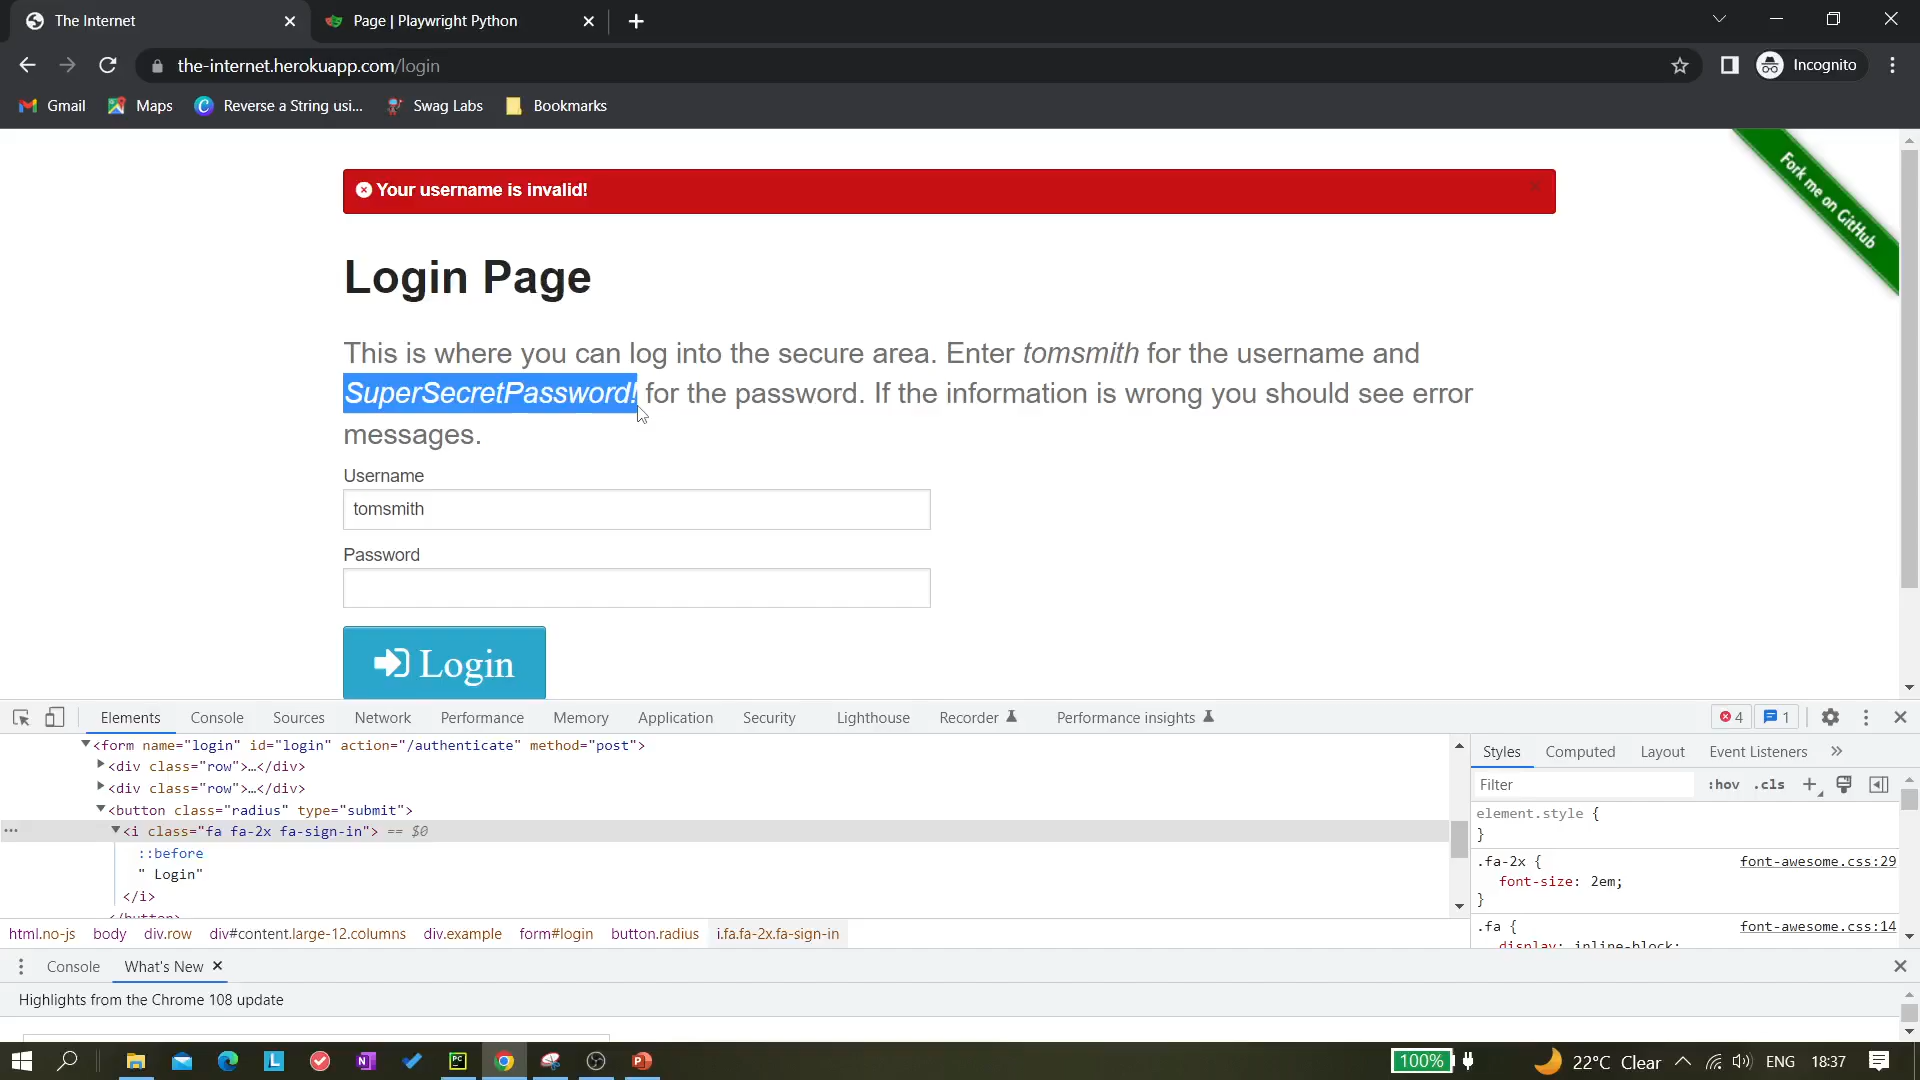 The Internet
Page | Playwright Python
the-internet.herokuapp.com/login
Incognito
Gmail
Maps
Reverse a String usi...
Swag Labs
Bookmarks
Your username is invalid!
Fork me on GitHub
Login Page
This is where you can log into the secure area. Enter tomsmith for the username and
SuperSecretPassword! for the password. If the information is wrong you should see error
messages.
Username
tomsmith
Password
Login
Elements Console Sources Network Performance Memory Application Security Lighthouse Recorder Performance insights 4 1
<form name="login" id="login" action="/authenticate" method="post">
<div class="row">…</div>
<div class="row">…</div>
<button class="radius" type="submit">
<i class="fa fa-2x fa-sign-in"> == $0
::before
" Login"
</i>
</button>
html.no-js body div.row div#content.large-12.columns div.example form#login button.radius i.fa.fa-2x.fa-sign-in
Styles Computed Layout Event Listeners
Filter :hov .cls
element.style {
}
.fa-2x { font-awesome.css:29
font-size: 2em;
}
.fa { font-awesome.css:14
display: inline-block;
Console What's New
Highlights from the Chrome 108 update
100% 22°C Clear ENG 18:37